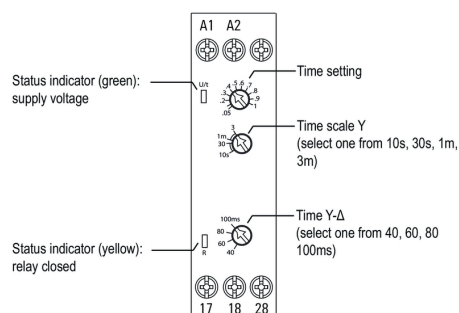 A1 A2
Status indicator (green):
supply voltage
U/t
.05
.2
.3
.4
.5
.6
.7
.8
.9
1
Time setting
3
1m
30
10s
Time scale Y
(select one from 10s, 30s, 1m,
3m)
100ms
80
60
40
Time Y-Δ
(select one from 40, 60, 80
100ms)
Status indicator (yellow):
relay closed
R
17 18 28